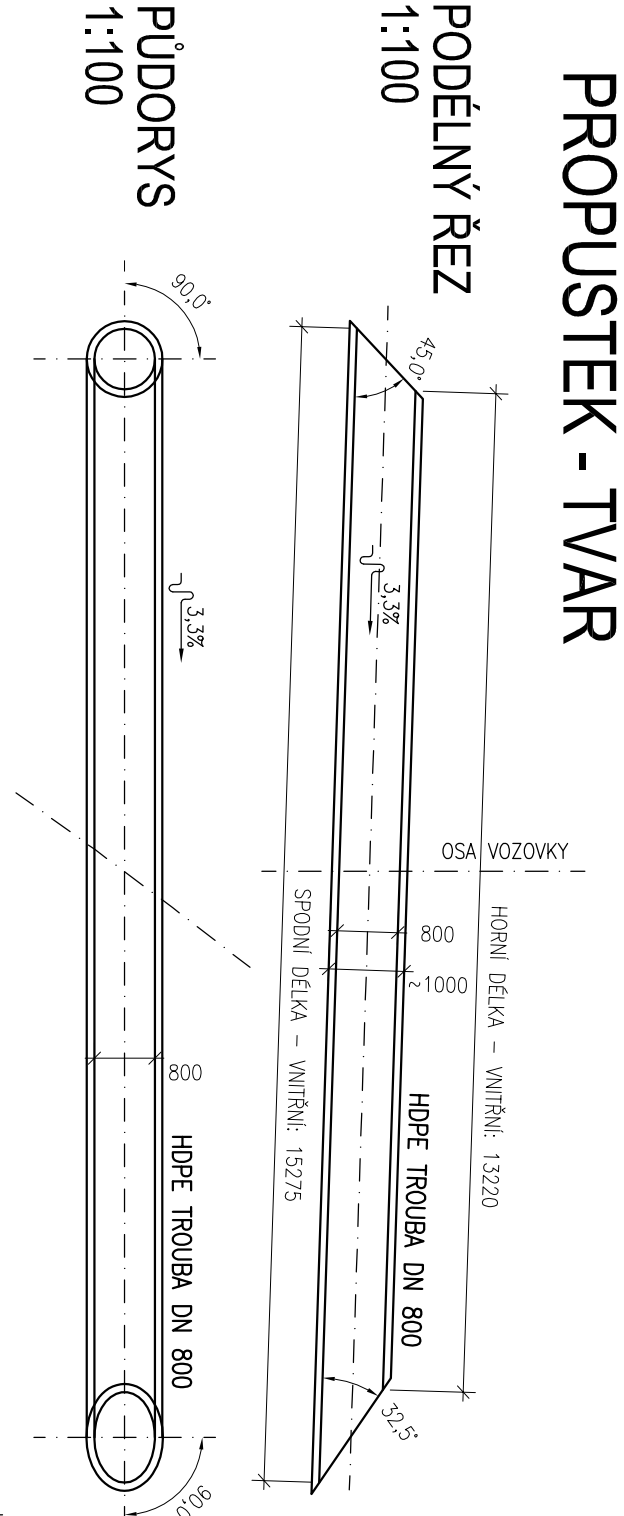 PROPUSTEK - TVAR
PODÉLNÝ ŘEZ
1:100
45,0°
3,3%
OSA VOZOVKY
800
~1000
HORNÍ DÉLKA – VNITŘNÍ: 13220
SPODNÍ DÉLKA – VNITŘNÍ: 15275
HDPE TROUBA DN 800
32,5°
PŮDORYS
1:100
90,0°
3,3%
800
HDPE TROUBA DN 800
90,0°